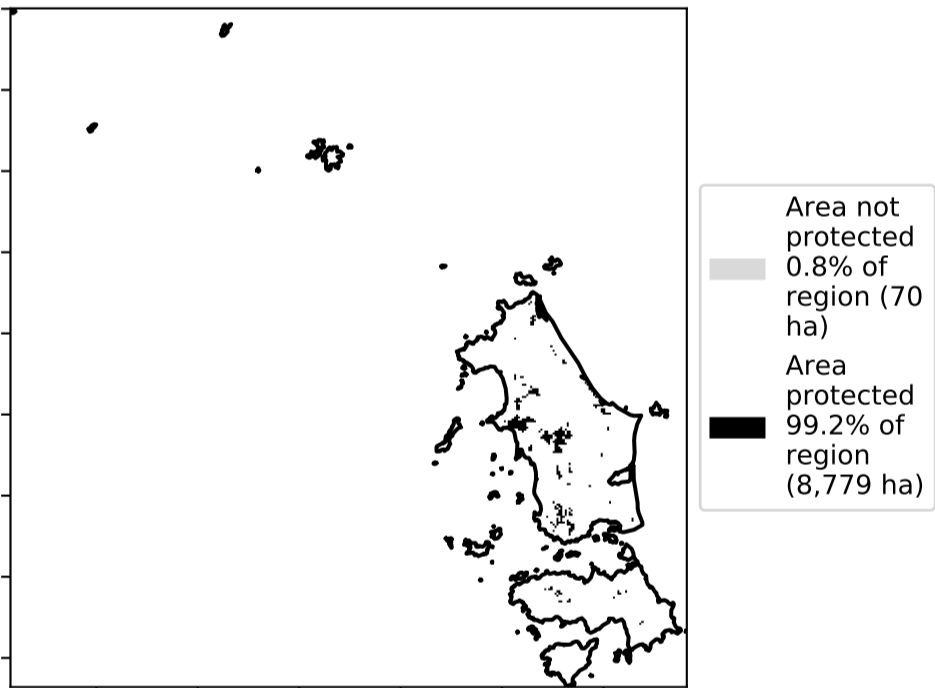 Area not
protected
0.8% of
region (70
ha)
Area
protected
99.2% of
region
(8,779 ha)